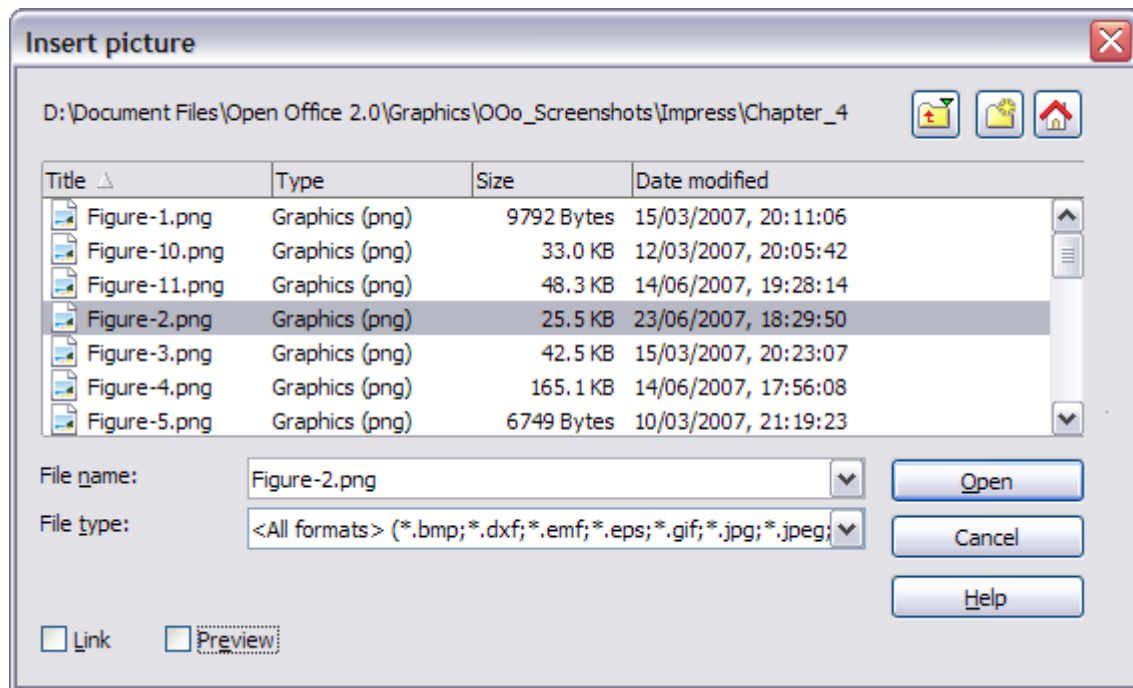 Insert picture
D:\Document Files\Open Office 2.0\Graphics\OOo_Screenshots\Impress\Chapter_4
Title Type Size Date modified
Figure-1.png Graphics (png) 9792 Bytes 15/03/2007, 20:11:06
Figure-10.png Graphics (png) 33.0 KB 12/03/2007, 20:05:42
Figure-11.png Graphics (png) 48.3 KB 14/06/2007, 19:28:14
Figure-2.png Graphics (png) 25.5 KB 23/06/2007, 18:29:50
Figure-3.png Graphics (png) 42.5 KB 15/03/2007, 20:23:07
Figure-4.png Graphics (png) 165.1 KB 14/06/2007, 17:56:08
Figure-5.png Graphics (png) 6749 Bytes 10/03/2007, 21:19:23
File name: Figure-2.png Open
File type: <All formats> (*.bmp;*.dxf;*.emf;*.eps;*.gif;*.jpg;*.jpeg; Cancel
Help
Link Preview